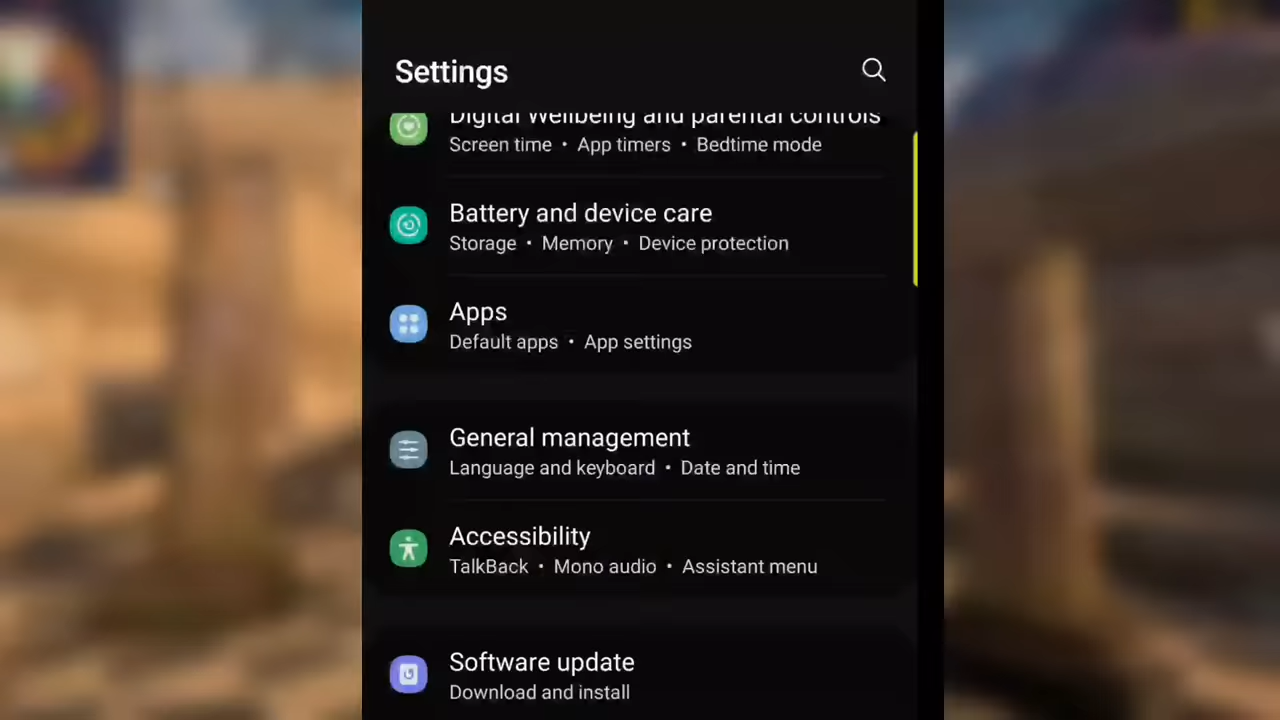 Settings
Digital Wellbeing and parental controls
Screen time • App timers • Bedtime mode
Battery and device care
Storage • Memory • Device protection
Apps
Default apps • App settings
General management
Language and keyboard • Date and time
Accessibility
TalkBack • Mono audio • Assistant menu
Software update
Download and install